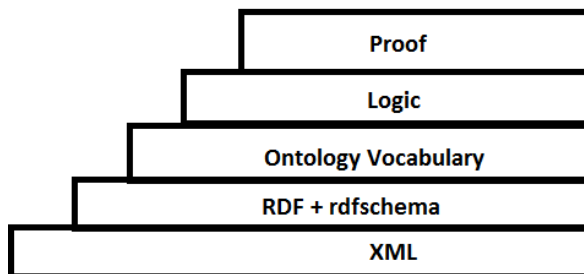 Proof
Logic
Ontology Vocabulary
RDF + rdfschema
XML